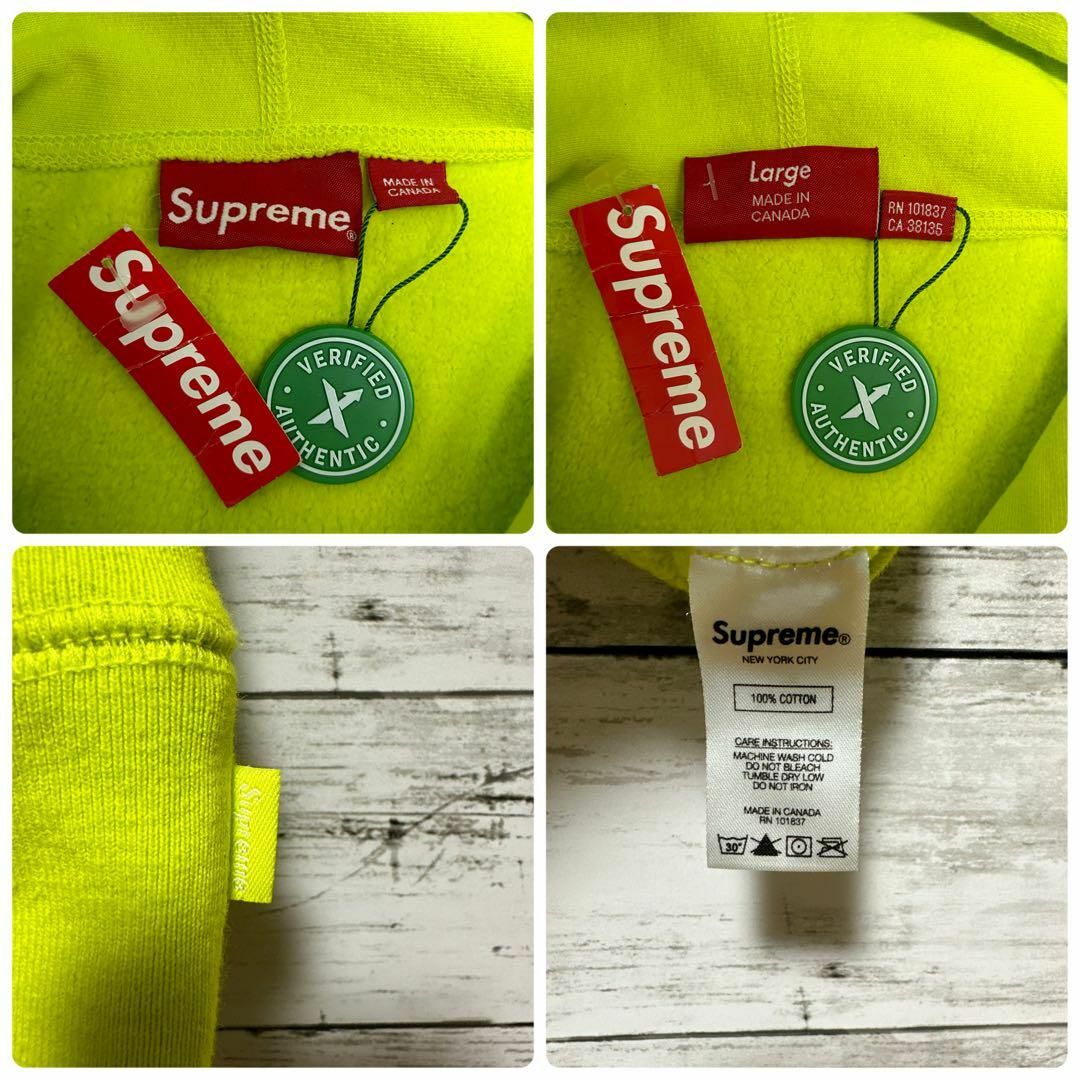 Supreme®
MADE IN
CANADA
Supreme
VERIFIED
AUTHENTIC
Large
MADE IN
CANADA
RN 101837
CA 38135
Supreme
VERIFIED
AUTHENTIC
Supreme
Supreme®
NEW YORK CITY
100% COTTON
CARE INSTRUCTIONS:
MACHINE WASH COLD
DO NOT BLEACH
TUMBLE DRY LOW
DO NOT IRON
MADE IN CANADA
RN 101837
30°